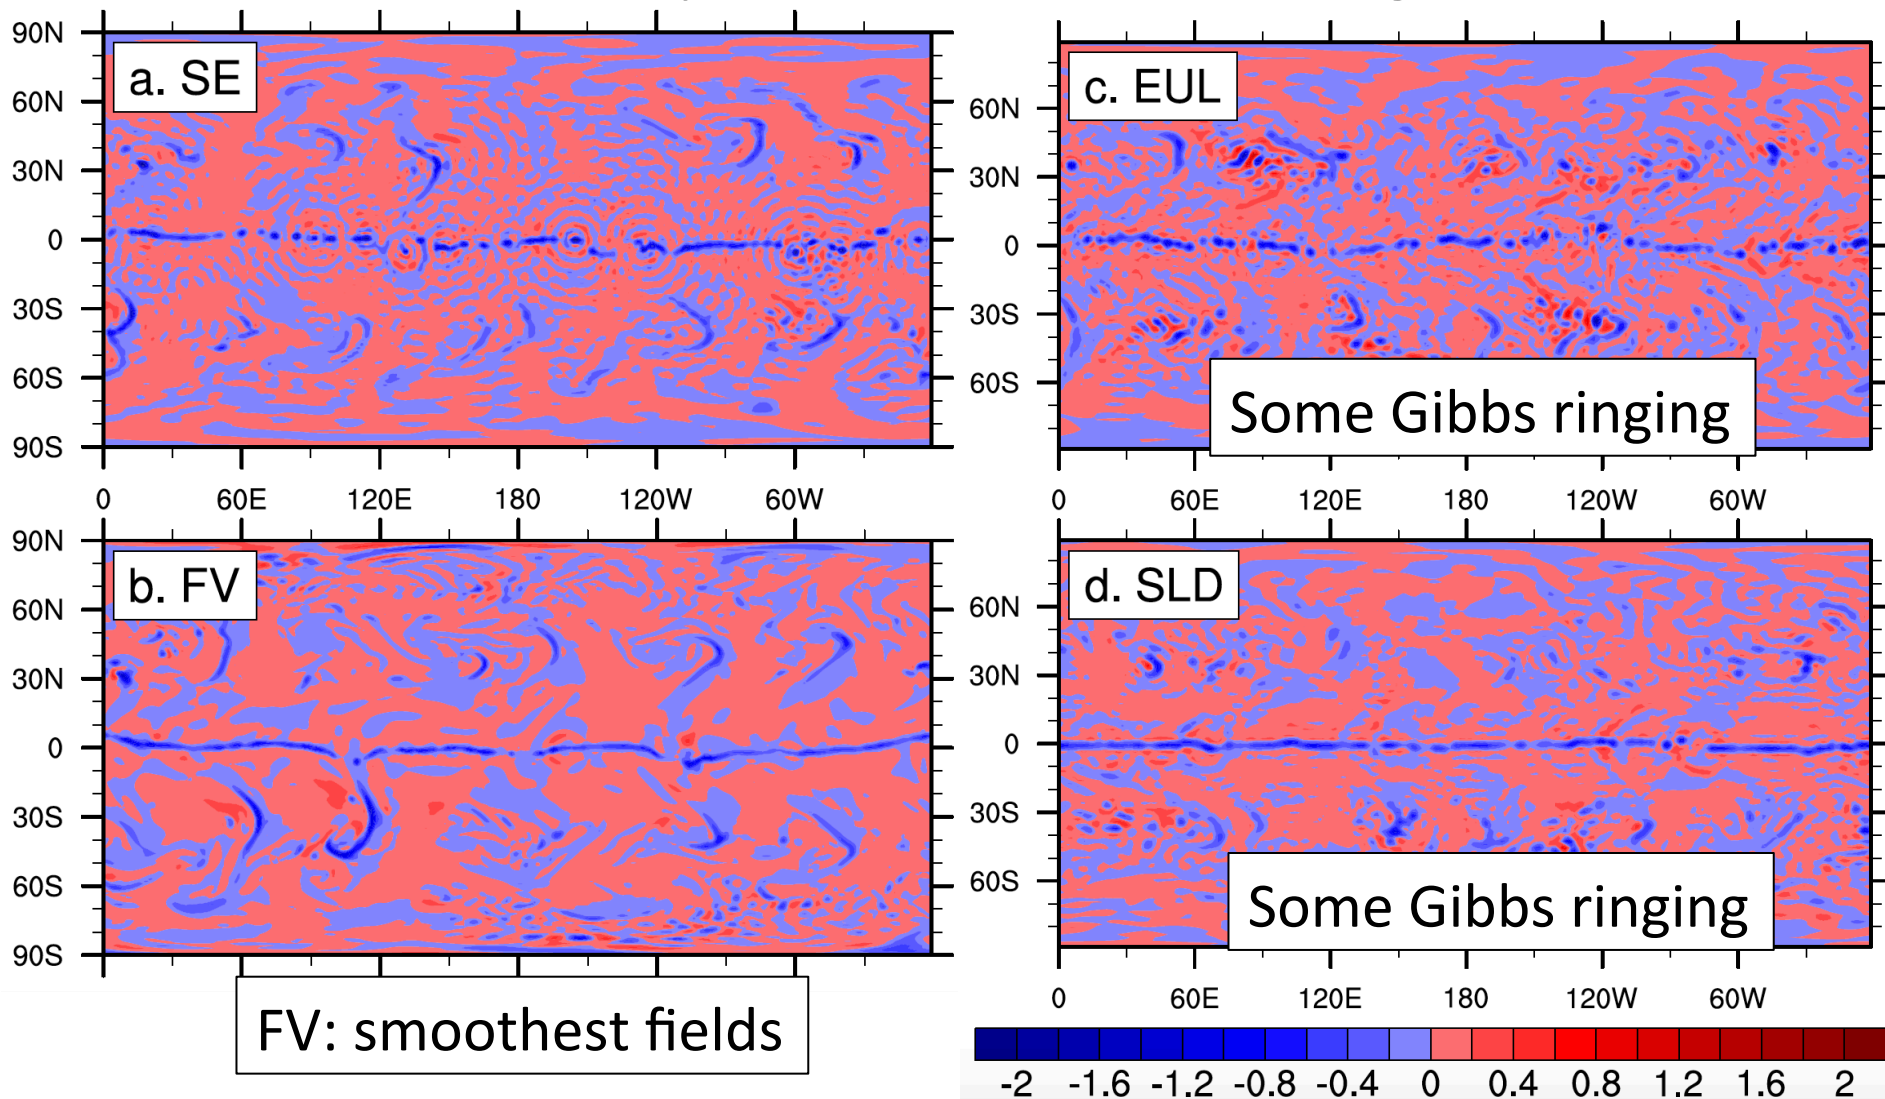 90N
60N
30N
0
30S
60S
90S
a. SE
60N
30N
0
30S
60S
c. EUL
Some Gibbs ringing
0 60E 120E 180 120W 60W
0 60E 120E 180 120W 60W
90N
60N
30N
0
30S
60S
90S
b. FV
60N
30N
0
30S
60S
d. SLD
Some Gibbs ringing
0 60E 120E 180 120W 60W
FV: smoothest fields
-2 -1.6 -1.2 -0.8 -0.4 0 0.4 0.8 1.2 1.6 2